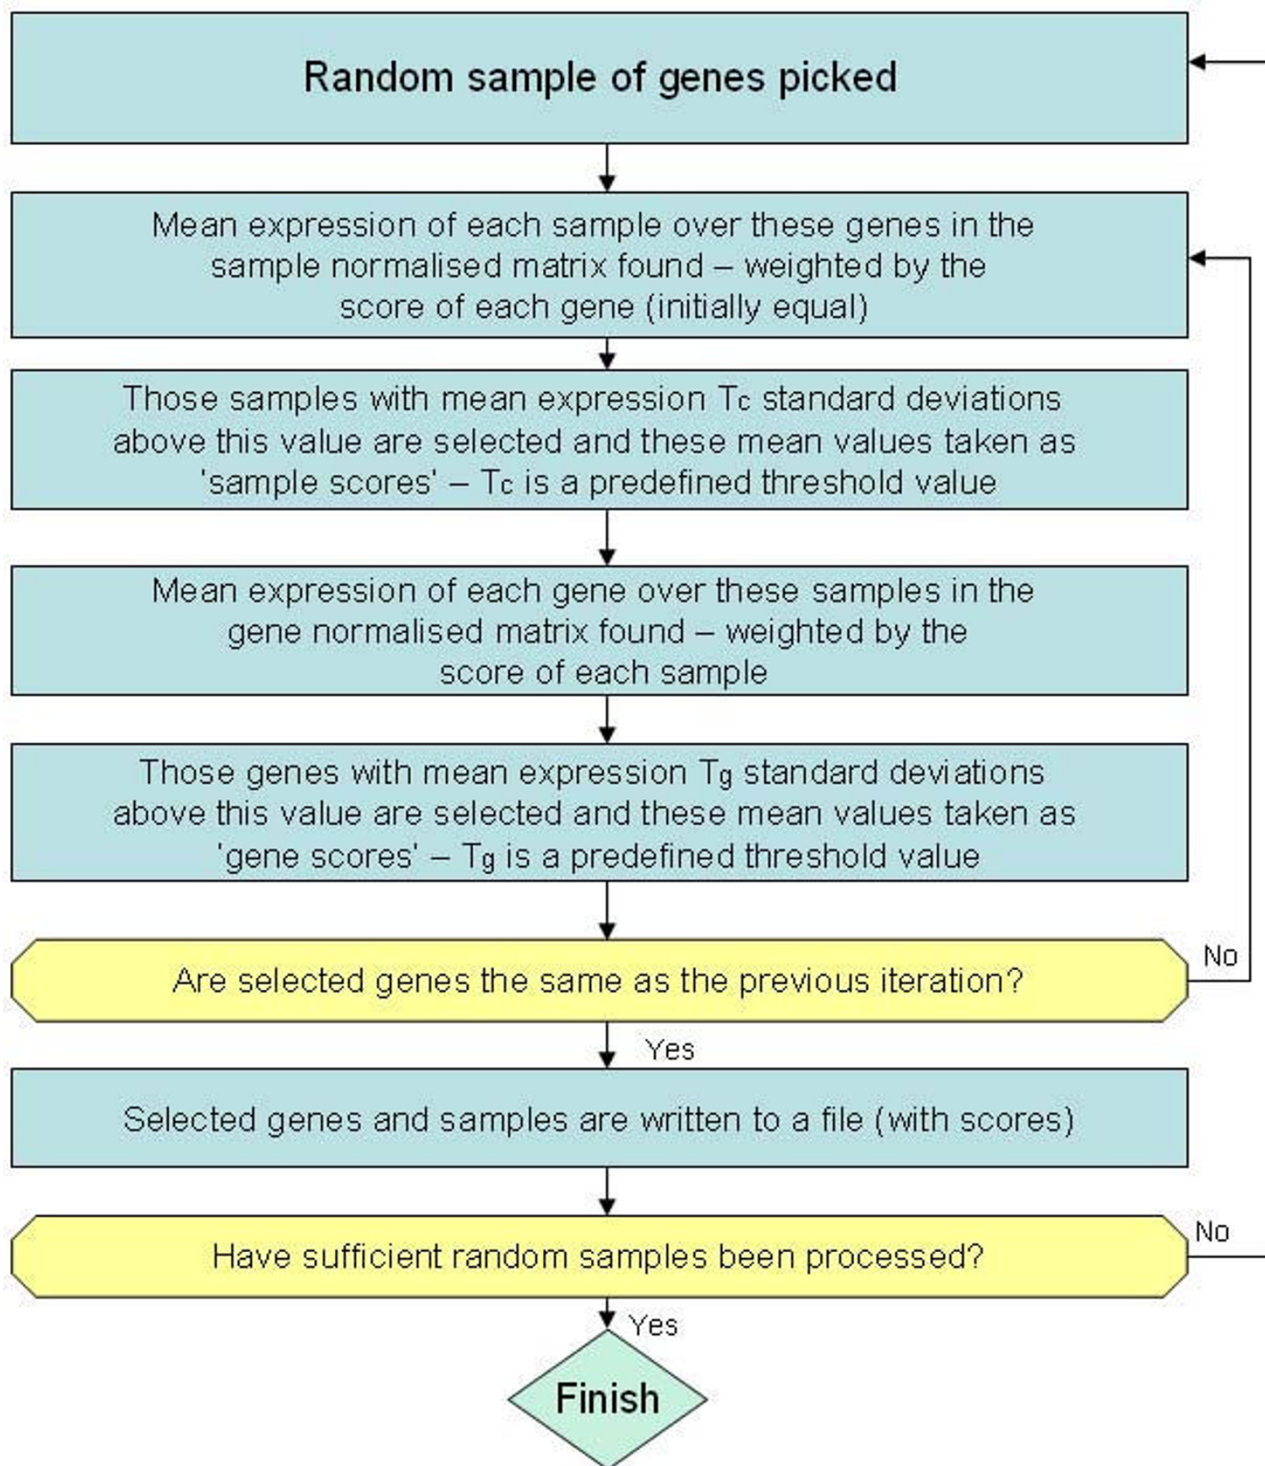 Random sample of genes picked
Mean expression of each sample over these genes in the
sample normalised matrix found – weighted by the
score of each gene (initially equal)
Those samples with mean expression Tc standard deviations
above this value are selected and these mean values taken as
'sample scores' – Tc is a predefined threshold value
Mean expression of each gene over these samples in the
gene normalised matrix found – weighted by the
score of each sample
Those genes with mean expression Tg standard deviations
above this value are selected and these mean values taken as
'gene scores' – Tg is a predefined threshold value
Are selected genes the same as the previous iteration?
No
Yes
Selected genes and samples are written to a file (with scores)
Have sufficient random samples been processed?
No
Yes
Finish